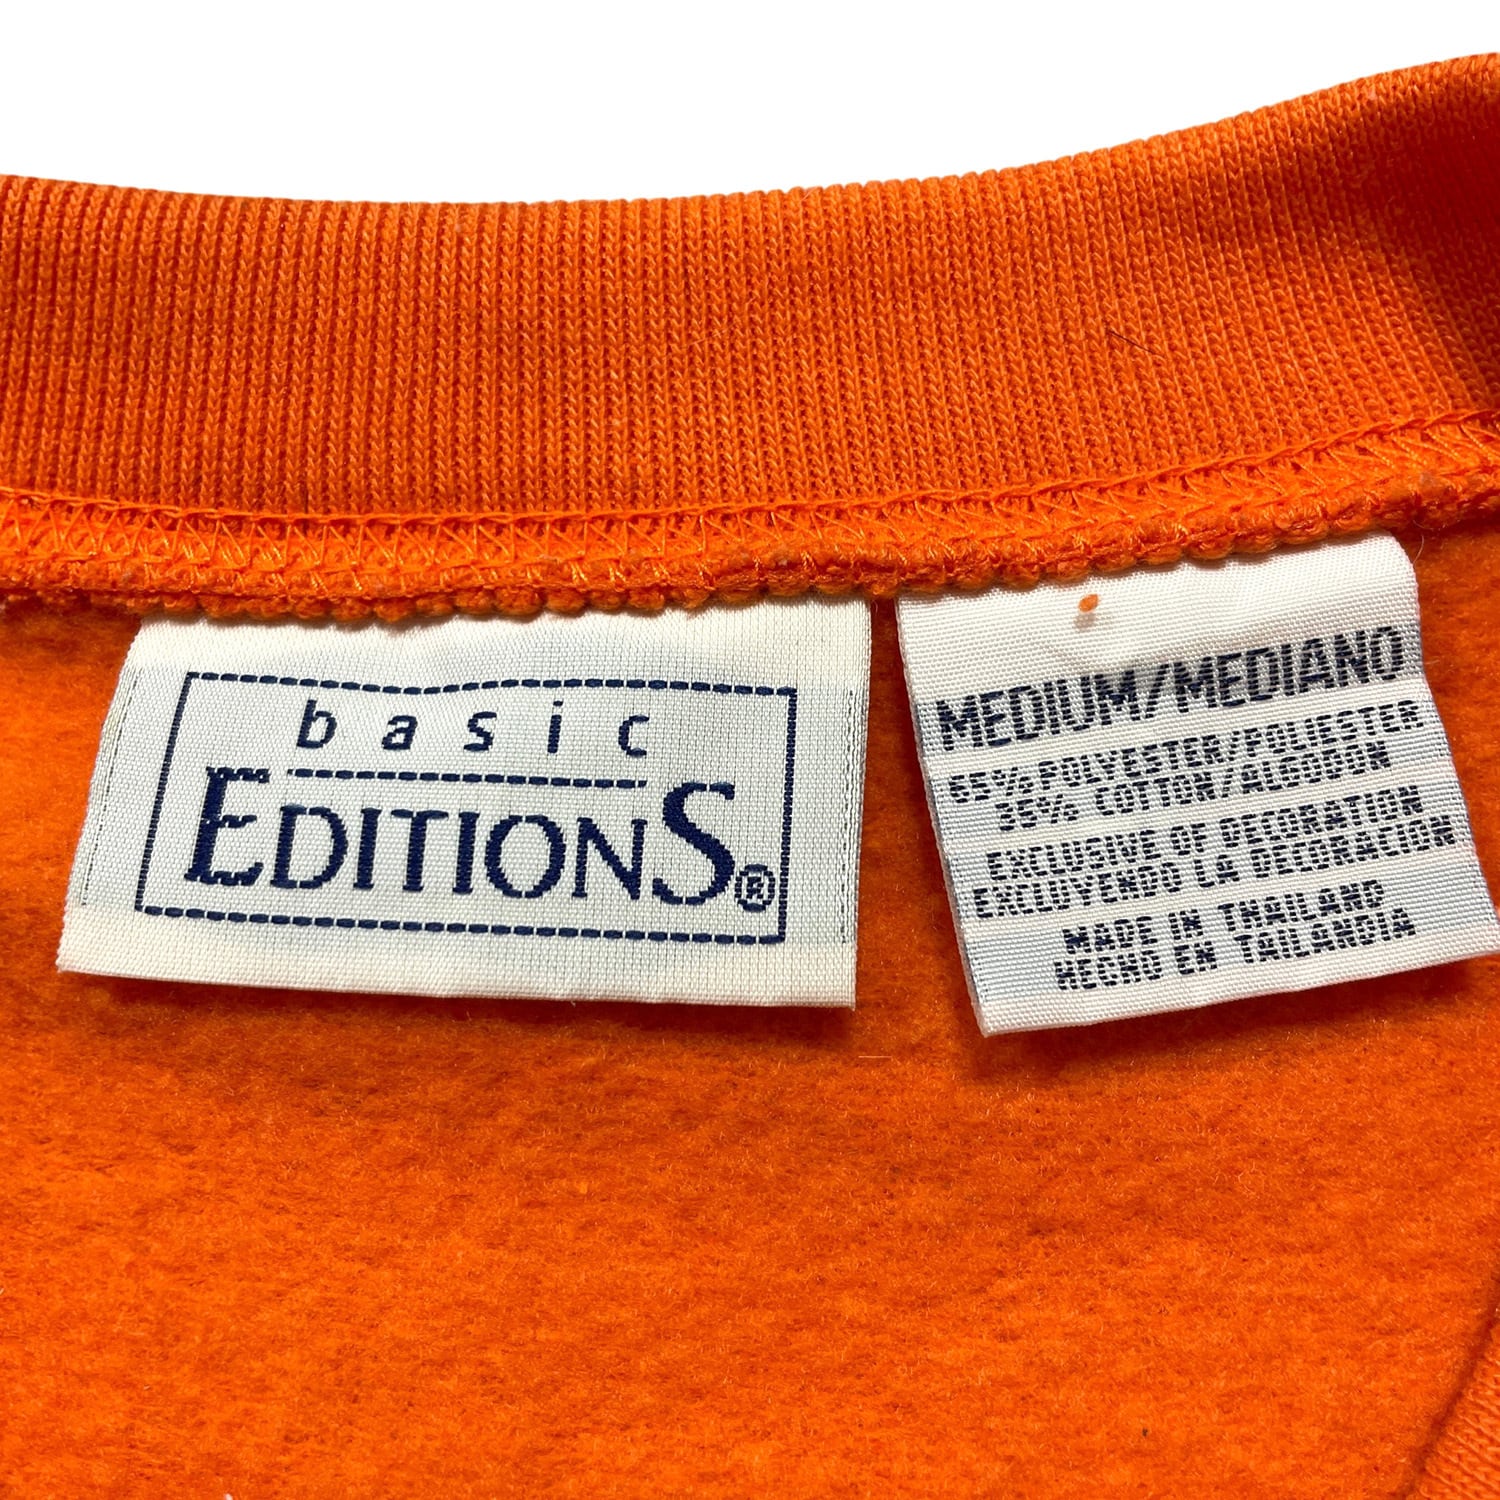 basic
EDITIONS®
MEDIUM/MEDIANO
65% POLYESTER/POLIESTER
35% COTTON/ALGODON
EXCLUSIVE OF DECORATION
EXCLUYENDO LA DECORACION
MADE IN THAILAND
HECHO EN TAILANDIA